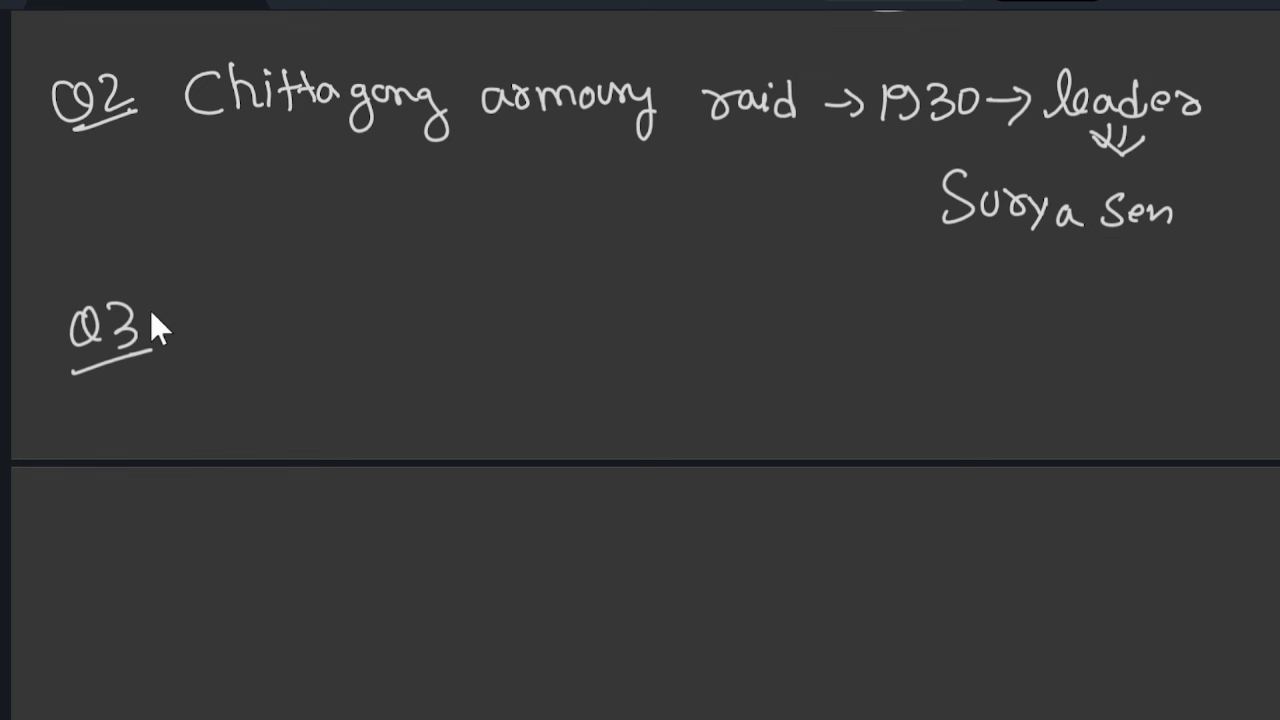 Q2 Chittagong armoury raid → 1930 → leader
Surya Sen
Q3